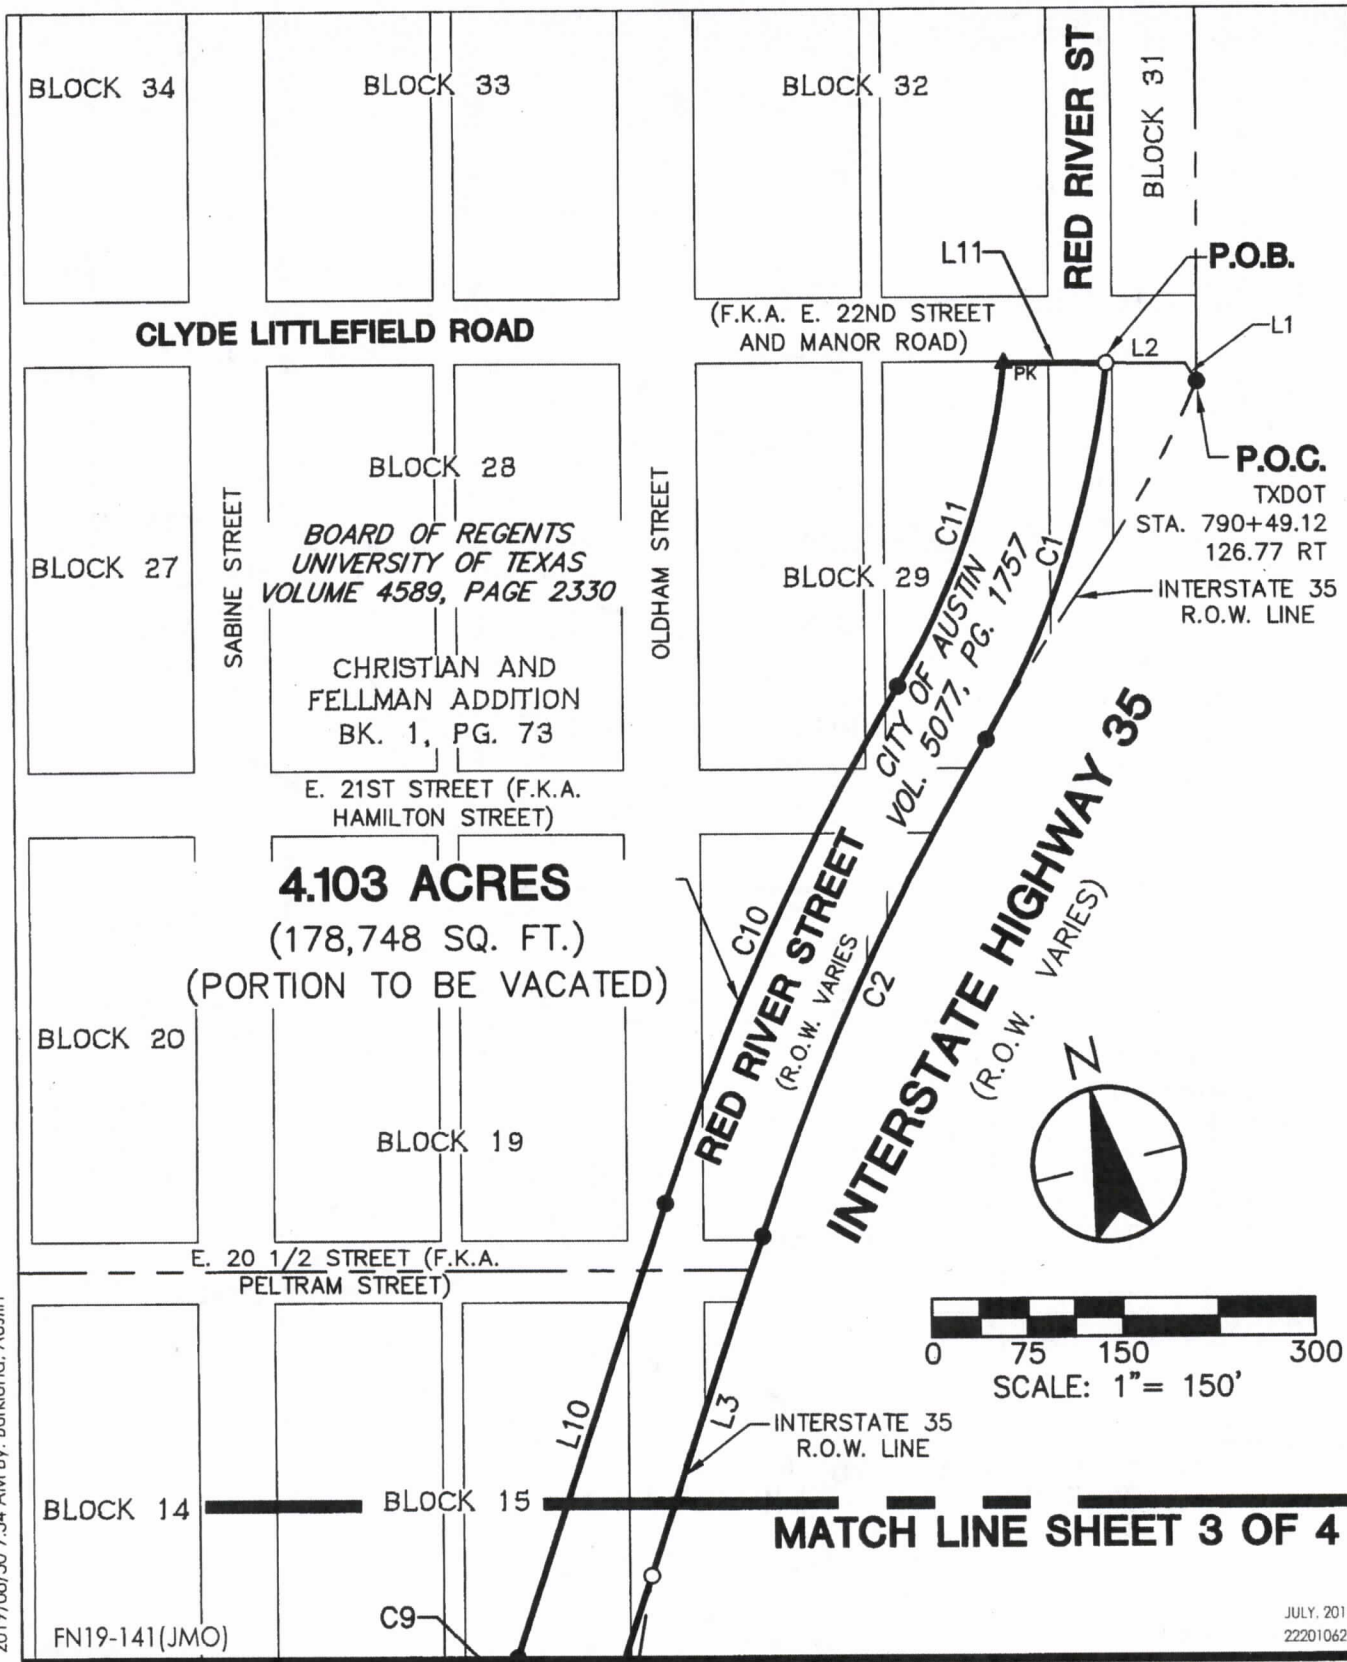 BLOCK 34
BLOCK 33
BLOCK 32
RED RIVER ST
BLOCK 31
L11
P.O.B.
CLYDE LITTLEFIELD ROAD
(F.K.A. E. 22ND STREET
AND MANOR ROAD)
L2
L1
PK
P.O.C.
TXDOT
STA. 790+49.12
126.77 RT
INTERSTATE 35
R.O.W. LINE
BLOCK 28
BOARD OF REGENTS
UNIVERSITY OF TEXAS
VOLUME 4589, PAGE 2330
CHRISTIAN AND
FELLMAN ADDITION
BK. 1, PG. 73
BLOCK 27
SABINE STREET
OLDHAM STREET
BLOCK 29
C11
C1
CITY OF AUSTIN
VOL. 5077, PG. 1757
E. 21ST STREET (F.K.A.
HAMILTON STREET)
4.103 ACRES
(178,748 SQ. FT.)
(PORTION TO BE VACATED)
C10
RED RIVER STREET
(R.O.W. VARIES
C2
INTERSTATE HIGHWAY 35
(R.O.W. VARIES)
BLOCK 20
BLOCK 19
N
E. 20 1/2 STREET (F.K.A.
PELTRAM STREET)
0 75 150 300
SCALE: 1"= 150'
L10
L3
INTERSTATE 35
R.O.W. LINE
BLOCK 14
BLOCK 15
MATCH LINE SHEET 3 OF 4
C9
FN19-141(JMO)
JULY, 201
22201062